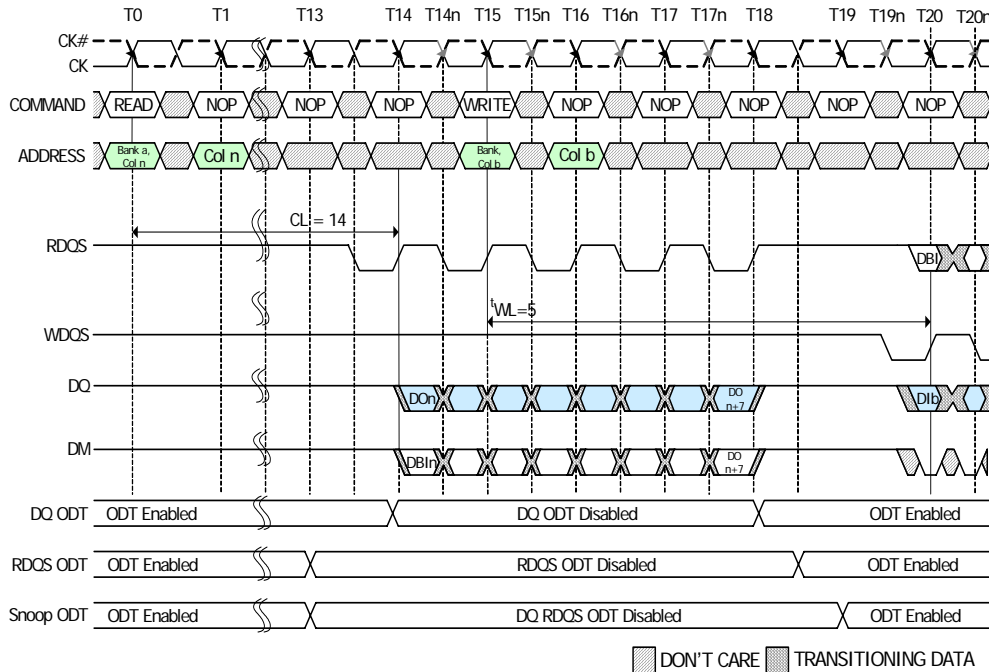 T0 T1 T13 T14 T14n T15 T15n T16 T16n T17 T17n T18 T19 T19n T20 T20n
CK#
CK
COMMAND READ NOP NOP NOP WRITE NOP NOP NOP NOP NOP
ADDRESS Bank a, Col n Col n Bank, Col b Col b
CL = 14
RDQS DBI
tWL=5
WDQS
DQ DOn DO n+7 DIb
DM DBIn DO n+7
DQ ODT ODT Enabled DQ ODT Disabled ODT Enabled
RDQS ODT ODT Enabled RDQS ODT Disabled ODT Enabled
Snoop ODT ODT Enabled DQ RDQS ODT Disabled ODT Enabled
DON'T CARE TRANSITIONING DATA